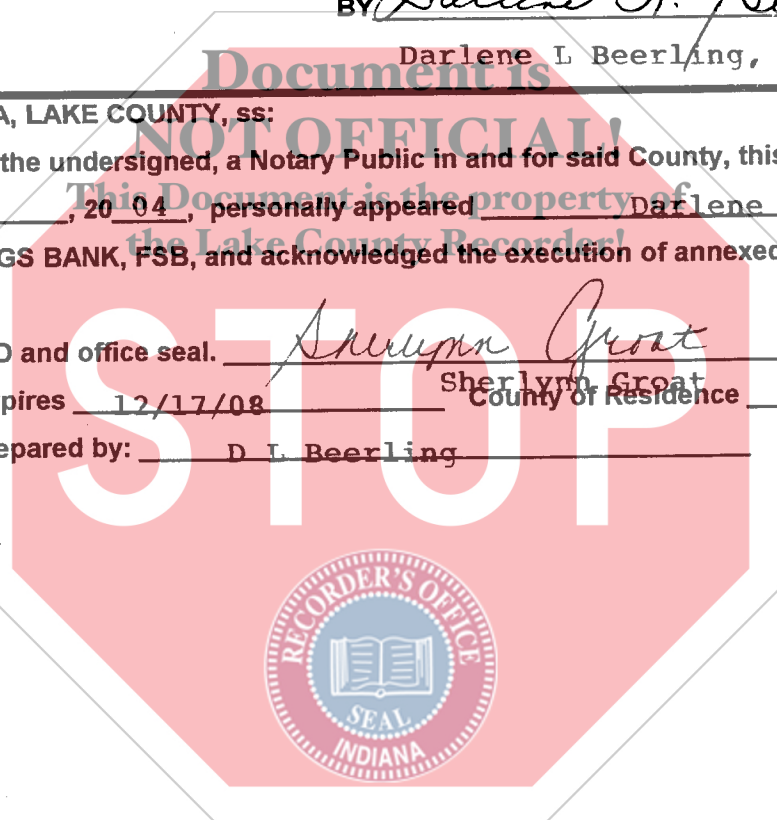 BY Darlene L. Be
Darlene L Beerling,
Document is
A, LAKE COUNTY, ss:
NOT OFFICIAL!
the undersigned, a Notary Public in and for said County, this
This Document is the property of
, 20 04 , personally appeared Darlene
the Lake County Recorder!
GS BANK, FSB, and acknowledged the execution of annexed
STOP
D and office seal. Sherlynn Groat
Sherlynn Groat
pires 12/17/08 County of Residence
epared by: D L Beerling
RECORDER'S OFFICE
SEAL
INDIANA